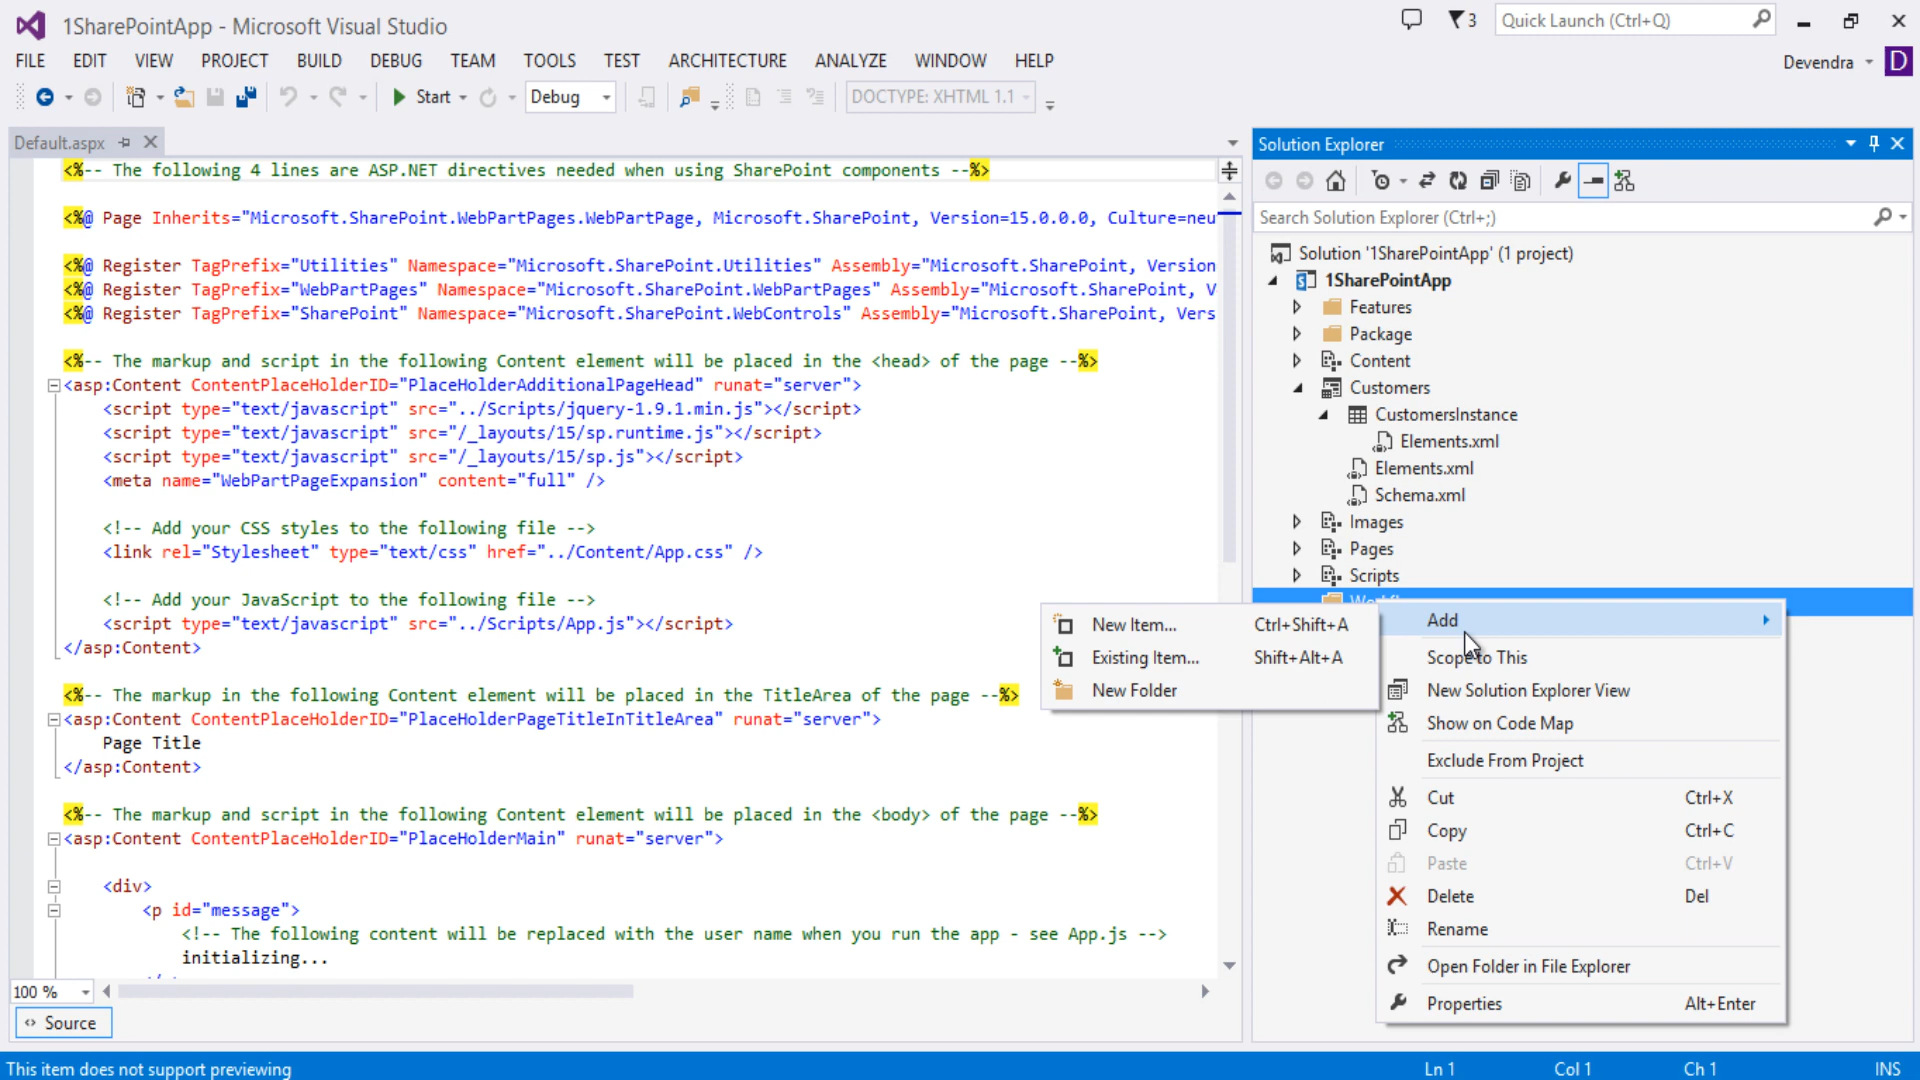 1SharePointApp - Microsoft Visual Studio
3
Quick Launch (Ctrl+Q)
FILE EDIT VIEW PROJECT BUILD DEBUG TEAM TOOLS TEST ARCHITECTURE ANALYZE WINDOW HELP
Devendra D
Start Debug DOCTYPE: XHTML 1.1
Default.aspx
<%-- The following 4 lines are ASP.NET directives needed when using SharePoint components --%>
<%@ Page Inherits="Microsoft.SharePoint.WebPartPages.WebPartPage, Microsoft.SharePoint, Version=15.0.0.0, Culture=neu
<%@ Register TagPrefix="Utilities" Namespace="Microsoft.SharePoint.Utilities" Assembly="Microsoft.SharePoint, Version
<%@ Register TagPrefix="WebPartPages" Namespace="Microsoft.SharePoint.WebPartPages" Assembly="Microsoft.SharePoint, V
<%@ Register TagPrefix="SharePoint" Namespace="Microsoft.SharePoint.WebControls" Assembly="Microsoft.SharePoint, Vers
<%-- The markup and script in the following Content element will be placed in the <head> of the page --%>
<asp:Content ContentPlaceHolderID="PlaceHolderAdditionalPageHead" runat="server">
<script type="text/javascript" src="../Scripts/jquery-1.9.1.min.js"></script>
<script type="text/javascript" src="/_layouts/15/sp.runtime.js"></script>
<script type="text/javascript" src="/_layouts/15/sp.js"></script>
<meta name="WebPartPageExpansion" content="full" />
<!-- Add your CSS styles to the following file -->
<link rel="Stylesheet" type="text/css" href="../Content/App.css" />
<!-- Add your JavaScript to the following file -->
<script type="text/javascript" src="../Scripts/App.js"></script>
</asp:Content>
<%-- The markup in the following Content element will be placed in the TitleArea of the page --%>
<asp:Content ContentPlaceHolderID="PlaceHolderPageTitleInTitleArea" runat="server">
Page Title
</asp:Content>
<%-- The markup and script in the following Content element will be placed in the <body> of the page --%>
<asp:Content ContentPlaceHolderID="PlaceHolderMain" runat="server">
<div>
<p id="message">
<!-- The following content will be replaced with the user name when you run the app - see App.js -->
initializing...
100 %
Source
Solution Explorer
Search Solution Explorer (Ctrl+;)
Solution '1SharePointApp' (1 project)
1SharePointApp
Features
Package
Content
Customers
CustomersInstance
Elements.xml
Elements.xml
Schema.xml
Images
Pages
Scripts
New Item... Ctrl+Shift+A
Existing Item... Shift+Alt+A
New Folder
Add
Scope to This
New Solution Explorer View
Show on Code Map
Exclude From Project
Cut Ctrl+X
Copy Ctrl+C
Paste Ctrl+V
Delete Del
Rename
Open Folder in File Explorer
Properties Alt+Enter
This item does not support previewing
Ln 1 Col 1 Ch 1 INS